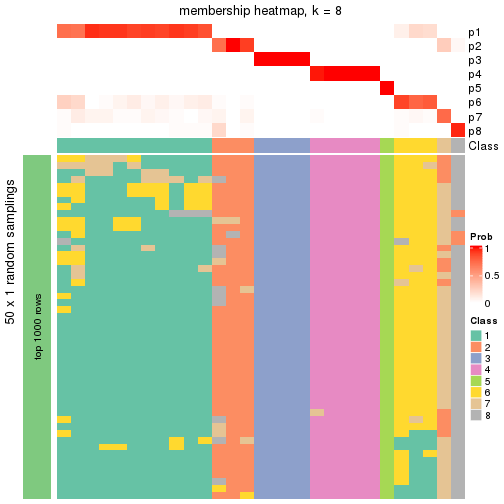 membership heatmap, k = 8
p1
p2
p3
p4
p5
p6
p7
p8
Class
50 x 1 random samplings
top 1000 rows
Prob
1
0.5
0
Class
1
2
3
4
5
6
7
8